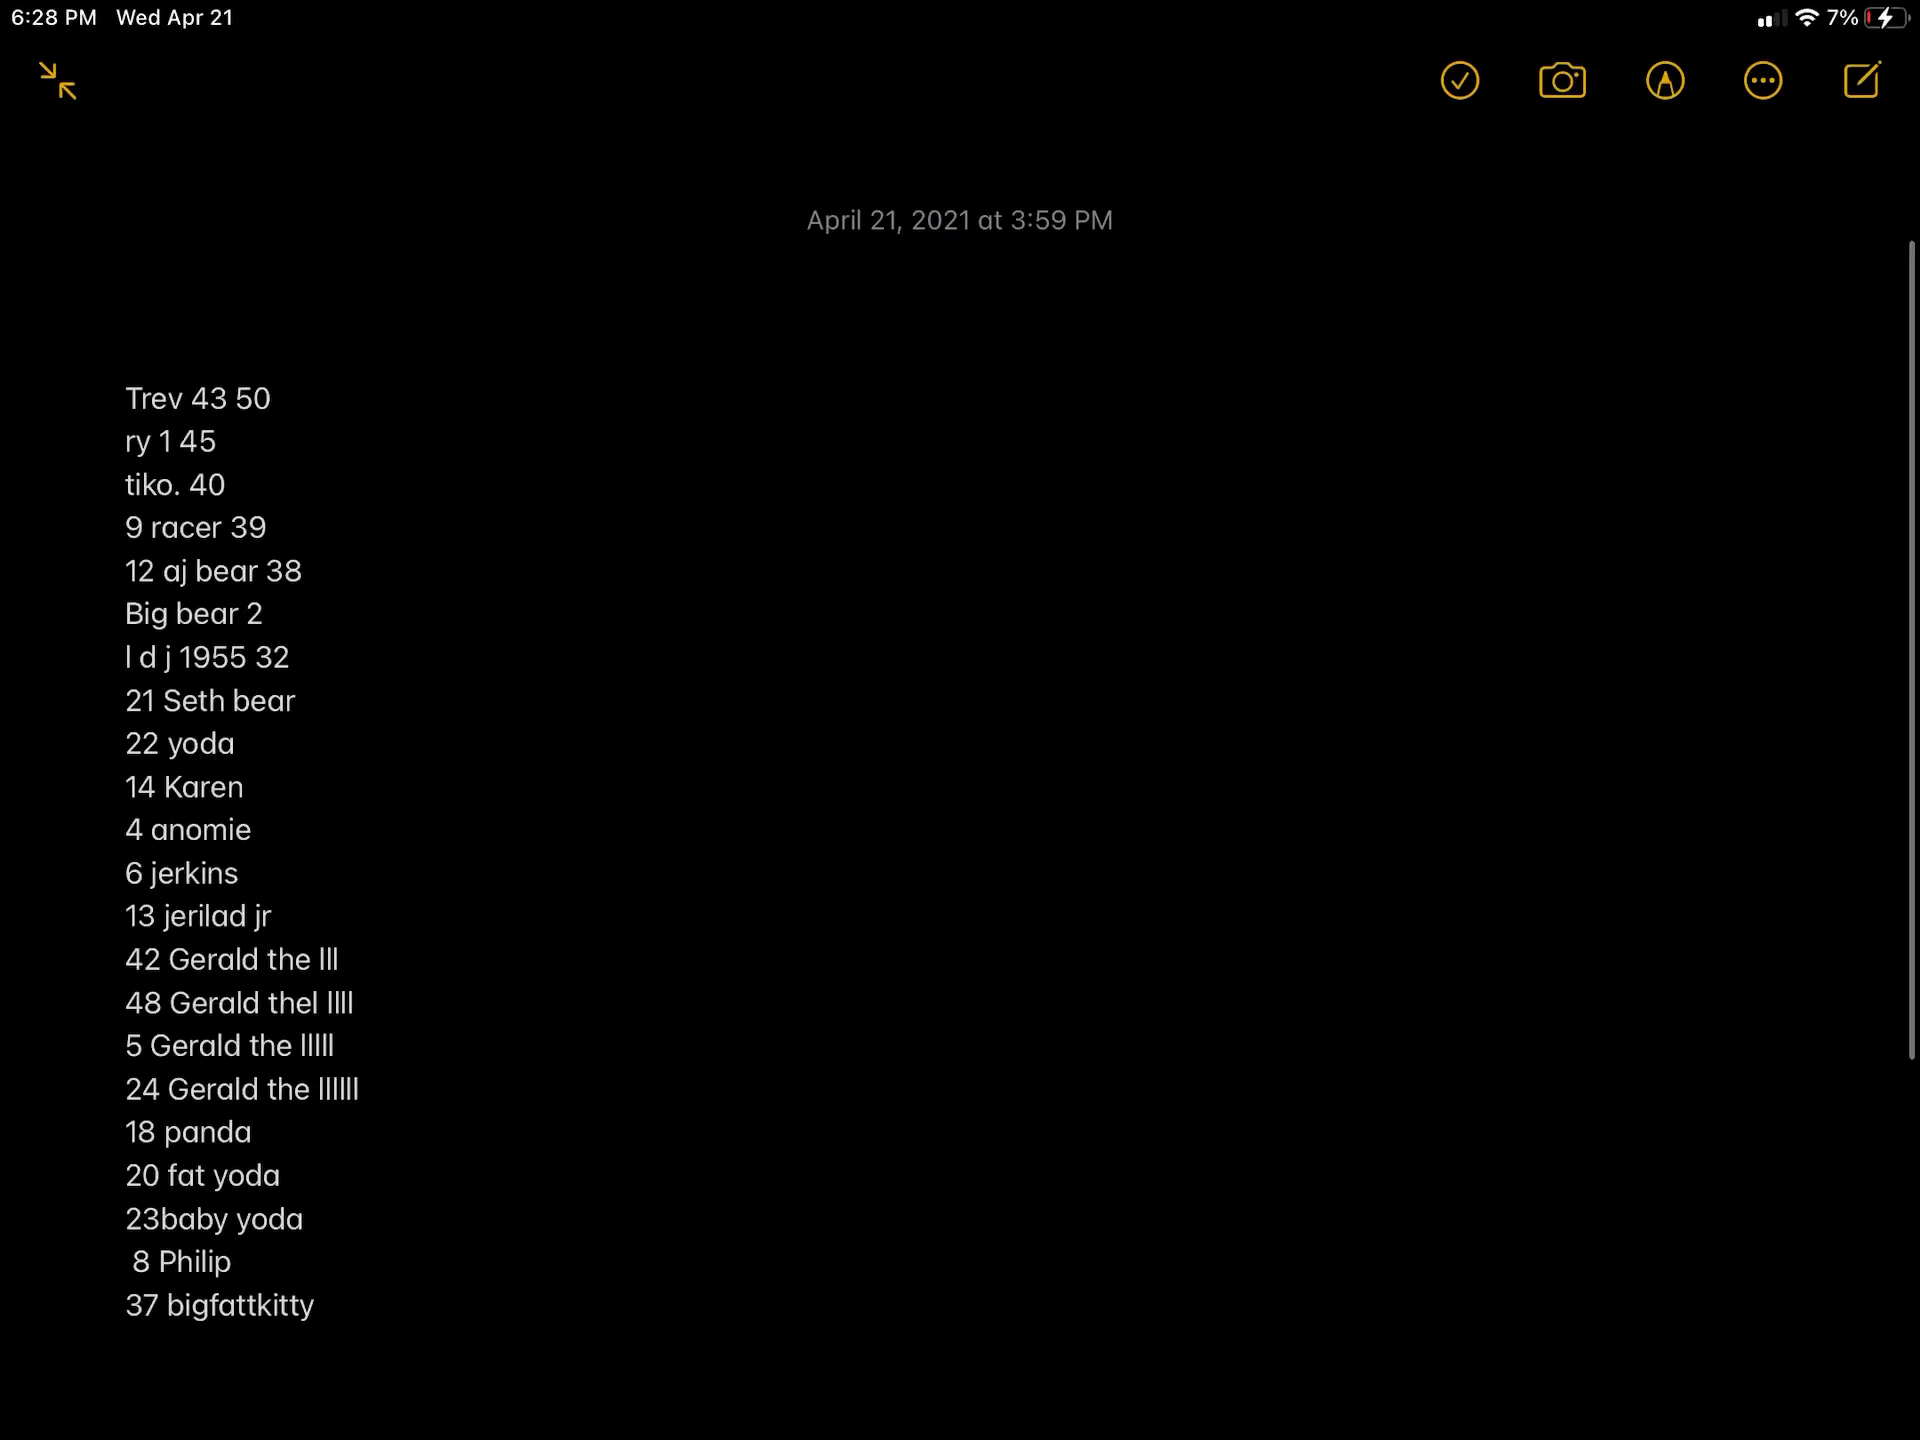 6:28 PM Wed Apr 21 7%
April 21, 2021 at 3:59 PM
Trev 43 50
ry 1 45
tiko. 40
9 racer 39
12 aj bear 38
Big bear 2
l d j 1955 32
21 Seth bear
22 yoda
14 Karen
4 anomie
6 jerkins
13 jerilad jr
42 Gerald the lll
48 Gerald thel llll
5 Gerald the lllll
24 Gerald the llllll
18 panda
20 fat yoda
23baby yoda
8 Philip
37 bigfattkitty